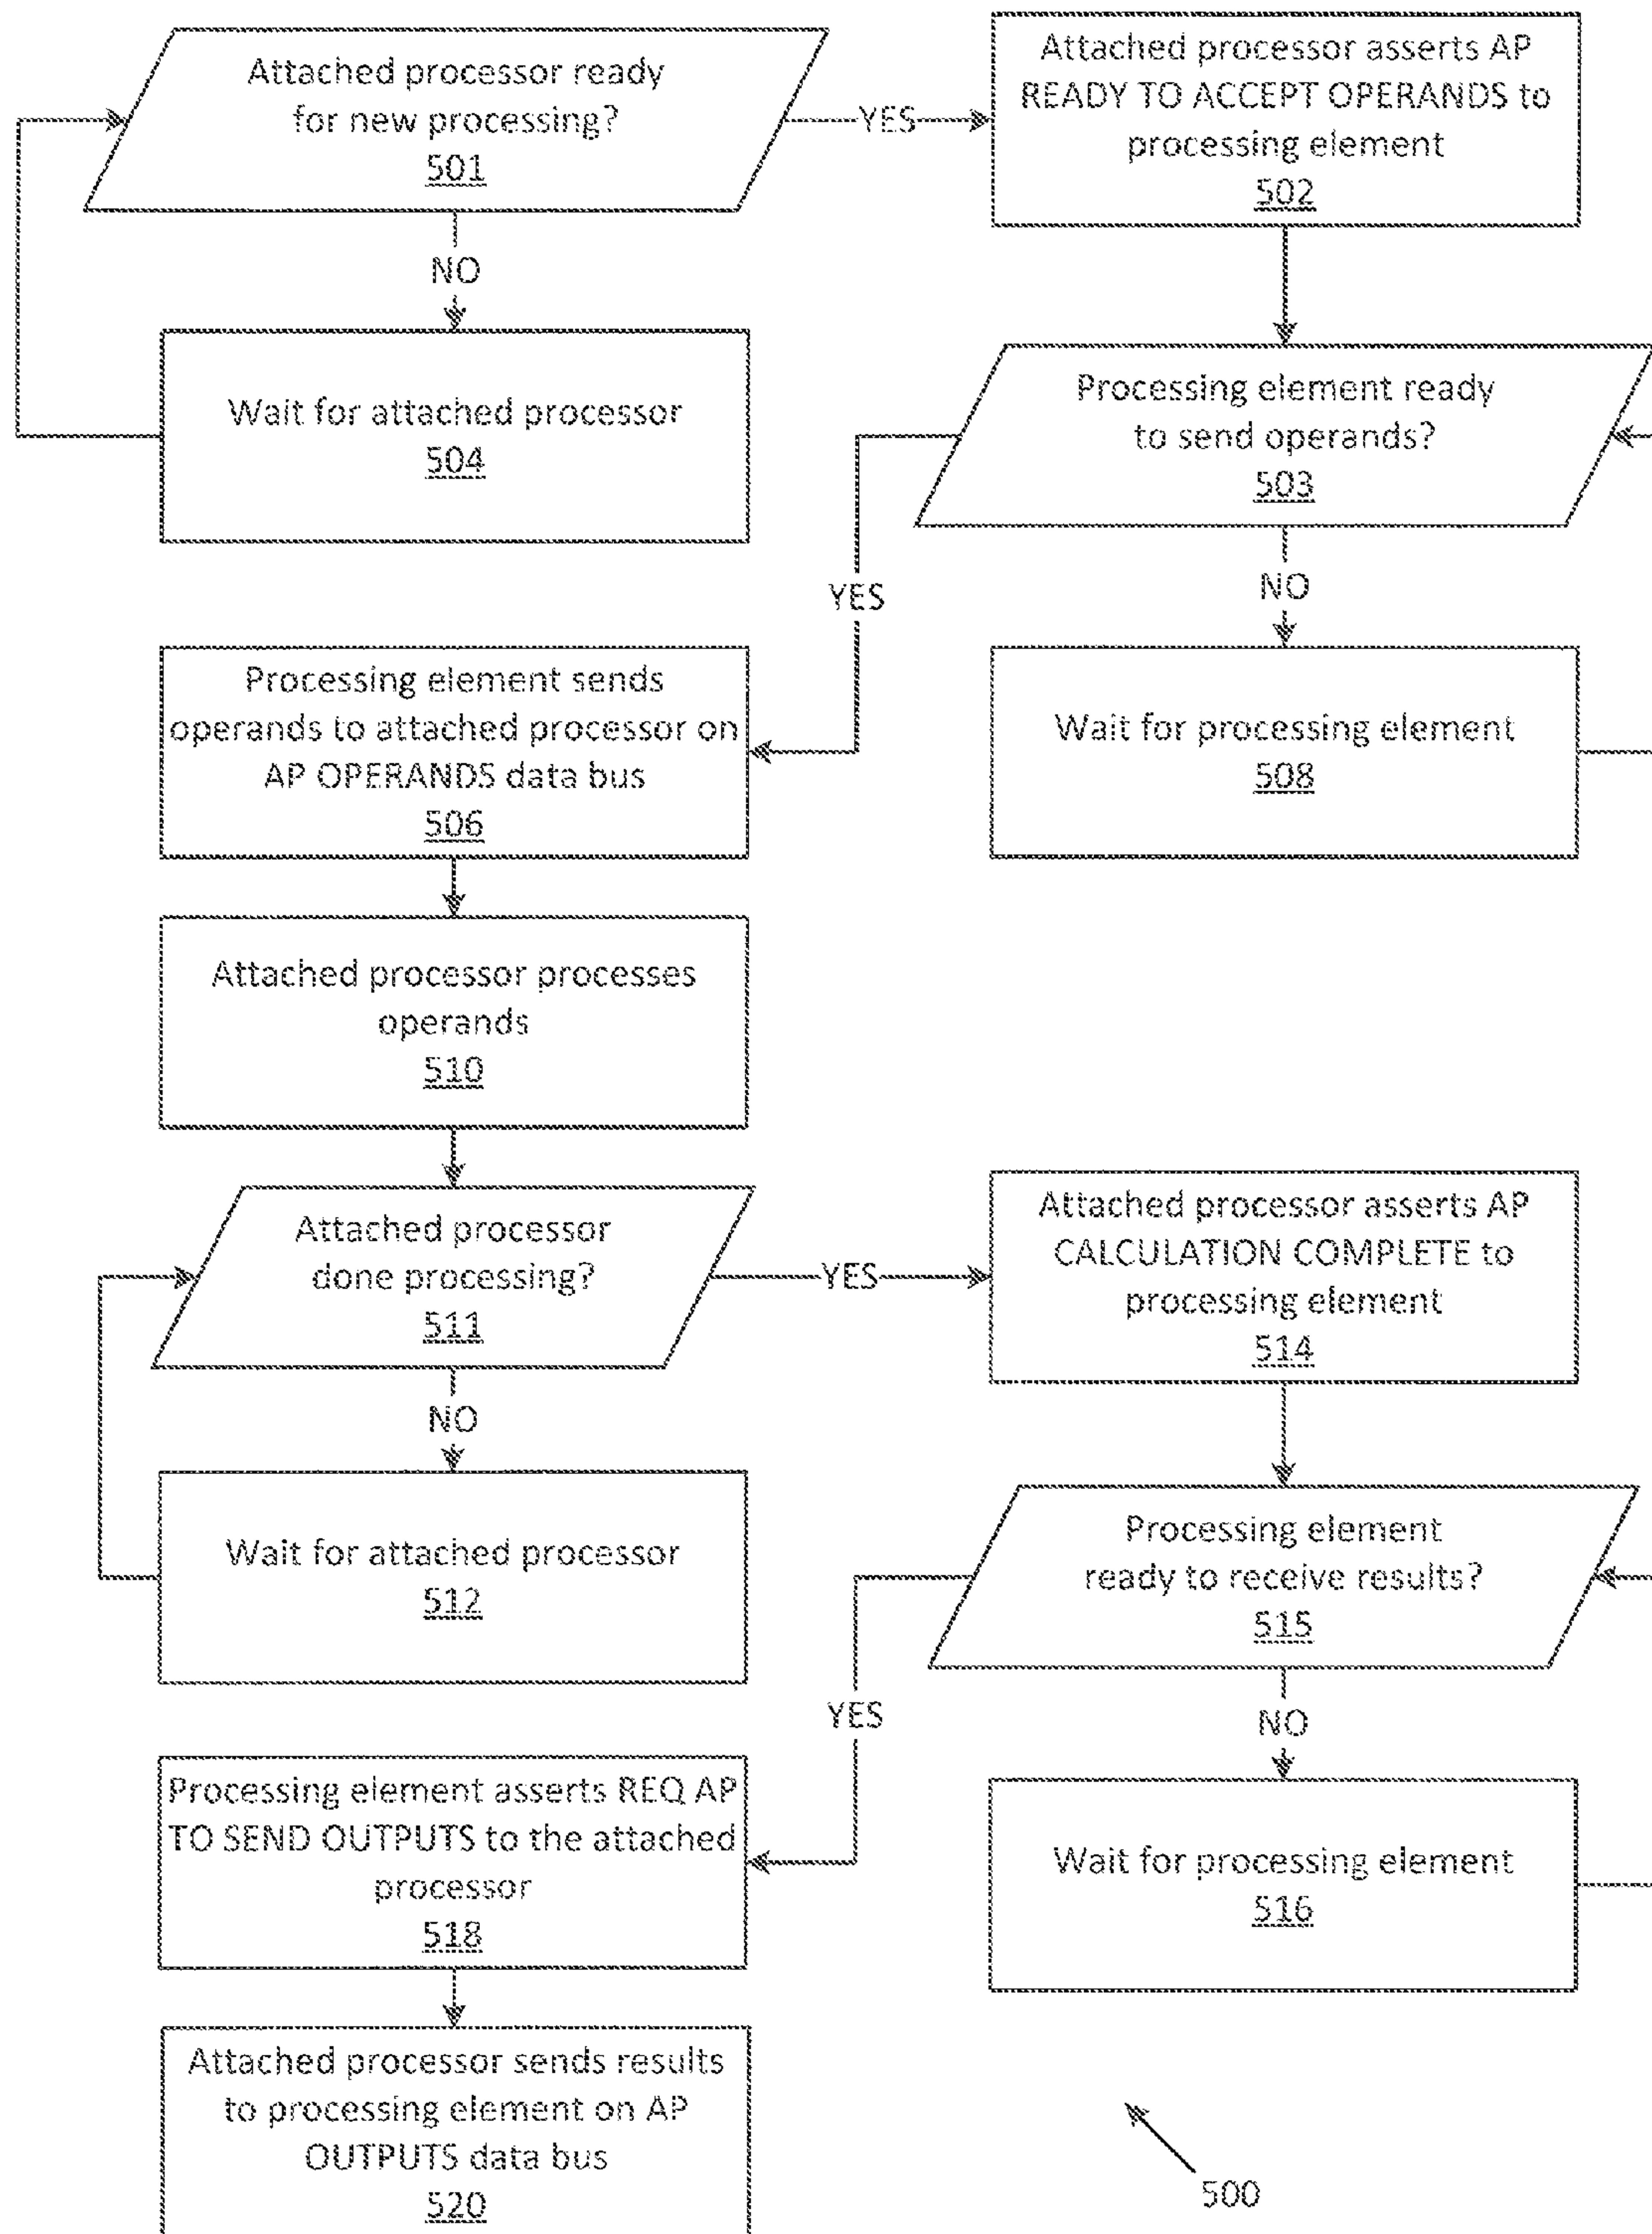 Attached processor ready
for new processing?
501
YES
Attached processor asserts AP
READY TO ACCEPT OPERANDS to
processing element
502
NO
Wait for attached processor
504
Processing element ready
to send operands?
503
YES
NO
Processing element sends
operands to attached processor on
AP OPERANDS data bus
506
Wait for processing element
508
Attached processor processes
operands
510
Attached processor
done processing?
511
YES
Attached processor asserts AP
CALCULATION COMPLETE to
processing element
514
NO
Wait for attached processor
512
Processing element
ready to receive results?
515
YES
NO
Processing element asserts REQ AP
TO SEND OUTPUTS to the attached
processor
518
Wait for processing element
516
Attached processor sends results
to processing element on AP
OUTPUTS data bus
520
500